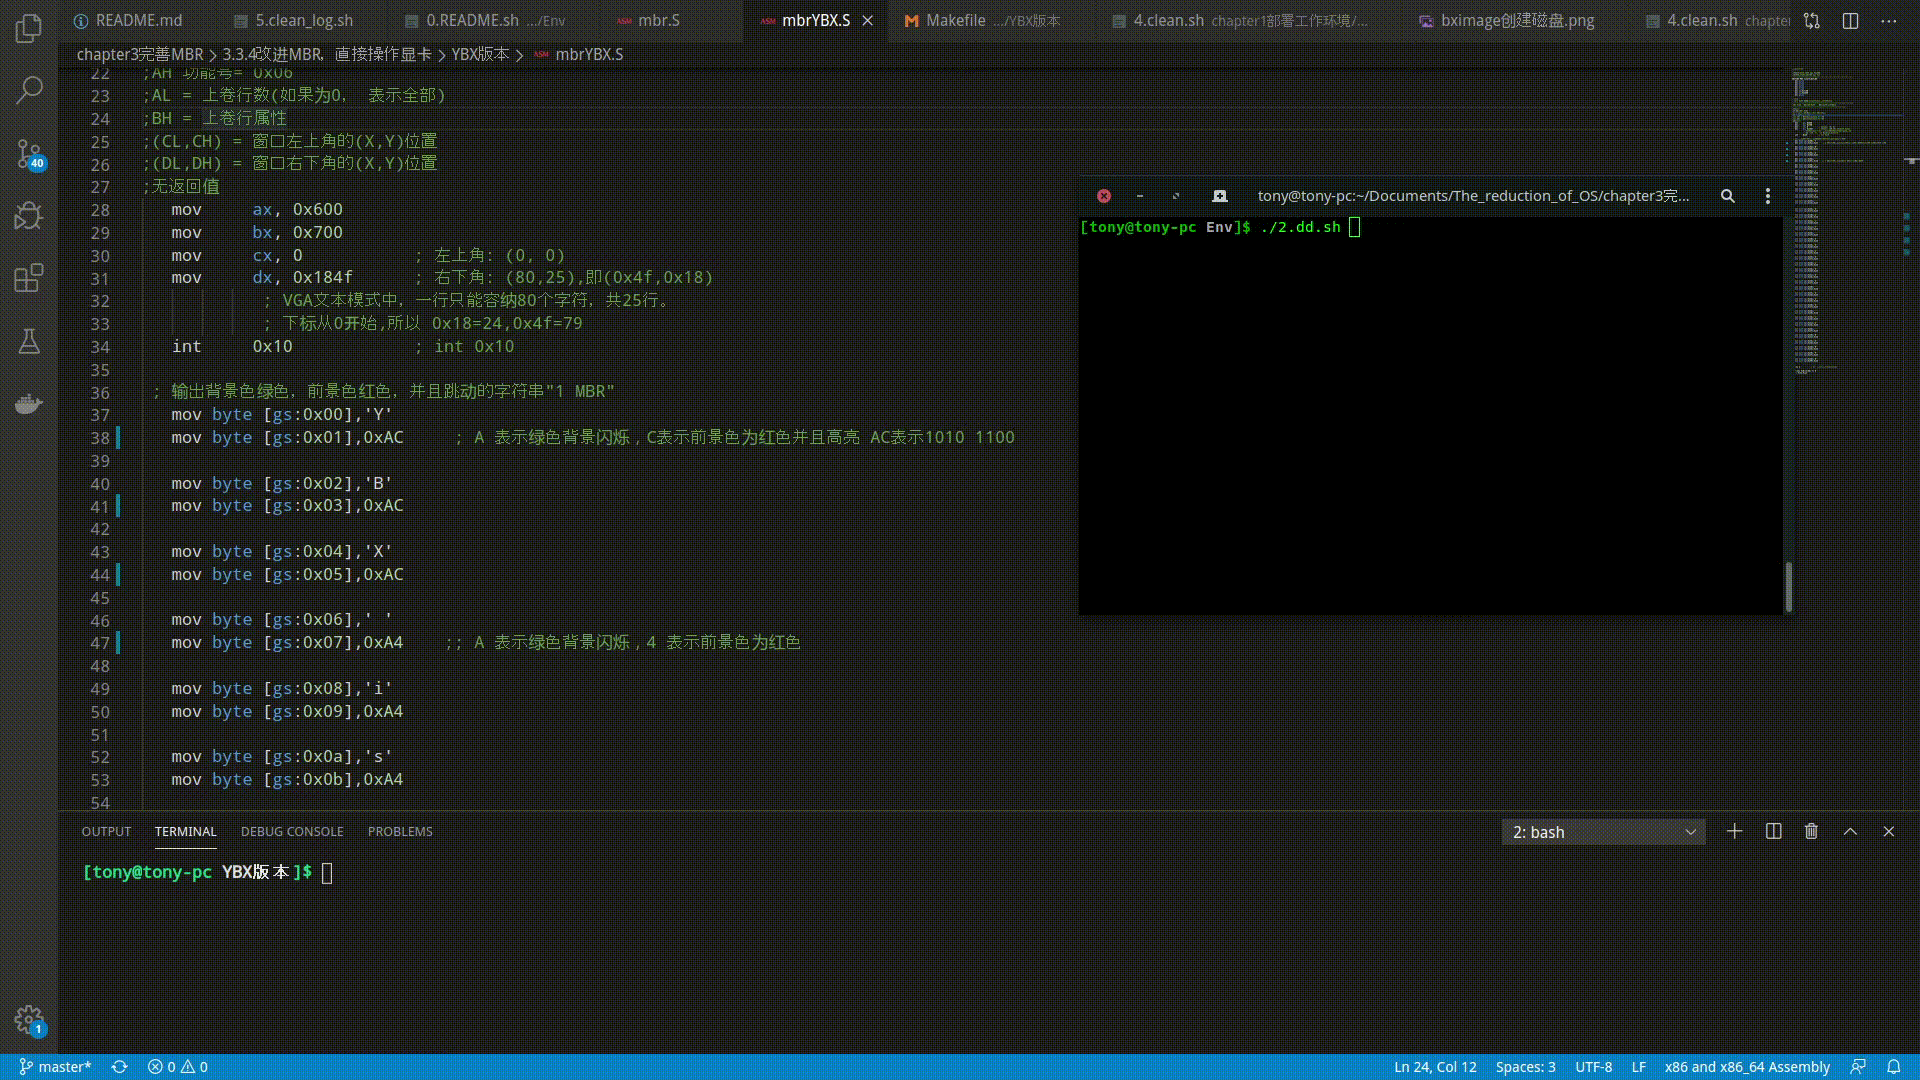 README.md 5.clean_log.sh 0.README.sh .../Env mbr.S mbrYBX.S Makefile .../YBX版本 4.clean.sh chapter1部署工作环境/... bximage创建磁盘.png 4.clean.sh chapte
chapter3完善MBR > 3.3.4改进MBR，直接操作显卡 > YBX版本 > mbrYBX.S
22 ;AH 功能号= 0x06
23 ;AL = 上卷行数(如果为0， 表示全部)
24 ;BH = 上卷行属性
25 ;(CL,CH) = 窗口左上角的(X,Y)位置
26 ;(DL,DH) = 窗口右下角的(X,Y)位置
27 ;无返回值
28 mov ax, 0x600
29 mov bx, 0x700
30 mov cx, 0 ; 左上角: (0, 0)
31 mov dx, 0x184f ; 右下角: (80,25),即(0x4f,0x18)
32 ; VGA文本模式中，一行只能容纳80个字符，共25行。
33 ; 下标从0开始,所以 0x18=24,0x4f=79
34 int 0x10 ; int 0x10
35
36 ; 输出背景色绿色，前景色红色，并且跳动的字符串"1 MBR"
37 mov byte [gs:0x00],'Y'
38 mov byte [gs:0x01],0xAC ; A 表示绿色背景闪烁，C表示前景色为红色并且高亮 AC表示1010 1100
39
40 mov byte [gs:0x02],'B'
41 mov byte [gs:0x03],0xAC
42
43 mov byte [gs:0x04],'X'
44 mov byte [gs:0x05],0xAC
45
46 mov byte [gs:0x06],' '
47 mov byte [gs:0x07],0xA4 ;; A 表示绿色背景闪烁，4 表示前景色为红色
48
49 mov byte [gs:0x08],'i'
50 mov byte [gs:0x09],0xA4
51
52 mov byte [gs:0x0a],'s'
53 mov byte [gs:0x0b],0xA4
54
tony@tony-pc:~/Documents/The_reduction_of_OS/chapter3完...
[tony@tony-pc Env]$ ./2.dd.sh
OUTPUT TERMINAL DEBUG CONSOLE PROBLEMS
2: bash
[tony@tony-pc YBX版本]$
40
1
master* 0 0
Ln 24, Col 12 Spaces: 3 UTF-8 LF x86 and x86_64 Assembly